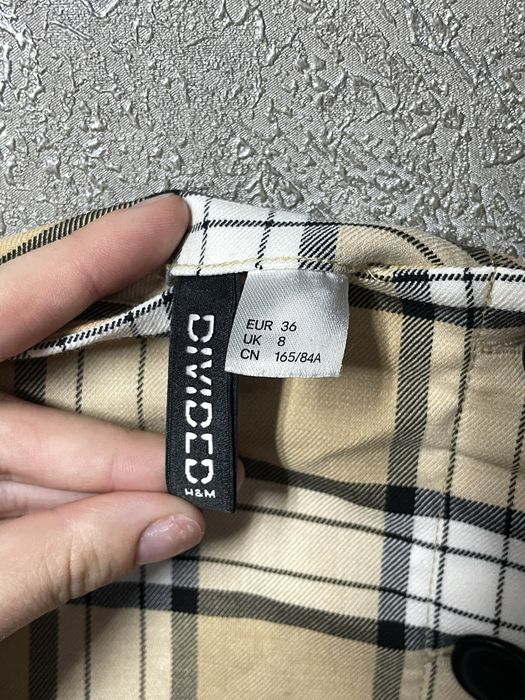 DIVIDED
H&M
EUR 36
UK 8
CN 165/84A